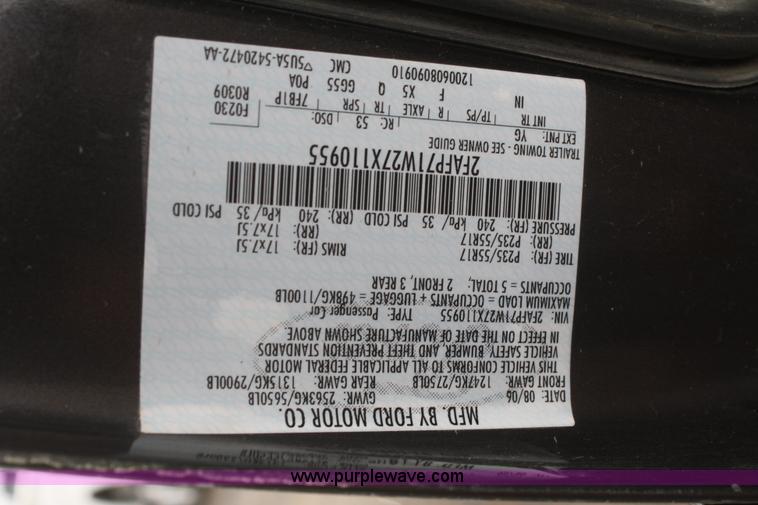 MFD. BY FORD MOTOR CO.
DATE: 08/06 GVWR: 2563KG/5650LB
FRONT GAWR: 1247KG/2750LB REAR GAWR: 1315KG/2900LB
THIS VEHICLE CONFORMS TO ALL APPLICABLE FEDERAL MOTOR
VEHICLE SAFETY, BUMPER, AND THEFT PREVENTION STANDARDS
IN EFFECT ON THE DATE OF MANUFACTURE SHOWN ABOVE.
VIN: 2FAFP71W27X110955 TYPE: Passenger Car
MAXIMUM LOAD = OCCUPANTS + LUGGAGE = 498KG/1100LB
OCCUPANTS = 5 TOTAL, 2 FRONT, 3 REAR
TIRE (FR): P235/55R17 RIMS (FR): 17x7.5J
(RR): P235/55R17 (RR): 17x7.5J
PRESSURE (FR): 240 kPa/ 35 PSI COLD (RR): 240 kPa/ 35 PSI COLD
2FAFP71W27X110955
TRAILER TOWING - SEE OWNER GUIDE
EXT PNT: YG RC: 53 DSO: F0230
INT TR TP/PS R AXLE TR SPR 7FB1P R0309
IN F X5 Q GG55 POA
120060809091​0 CMC ▽5U5A-5420472-AA
www.purplewave.com